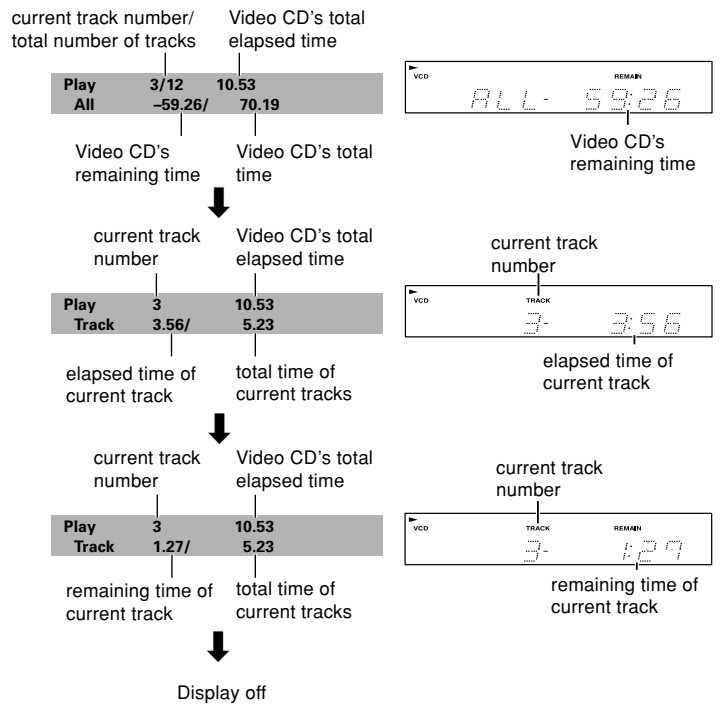 current track number/
total number of tracks
Video CD's total
elapsed time
Play 3/12 10.53
All –59.26/ 70.19
VCD REMAIN
ALL- 59:26
Video CD's
remaining time
Video CD's total
time
Video CD's
remaining time
current track
number
Video CD's total
elapsed time
Play 3 10.53
Track 3.56/ 5.23
current track
number
VCD TRACK
3- 3:56
elapsed time of
current track
total time of
current tracks
elapsed time of
current track
current track
number
Video CD's total
elapsed time
Play 3 10.53
Track 1.27/ 5.23
current track
number
VCD TRACK REMAIN
3- 1:27
remaining time of
current track
total time of
current tracks
remaining time of
current track
Display off